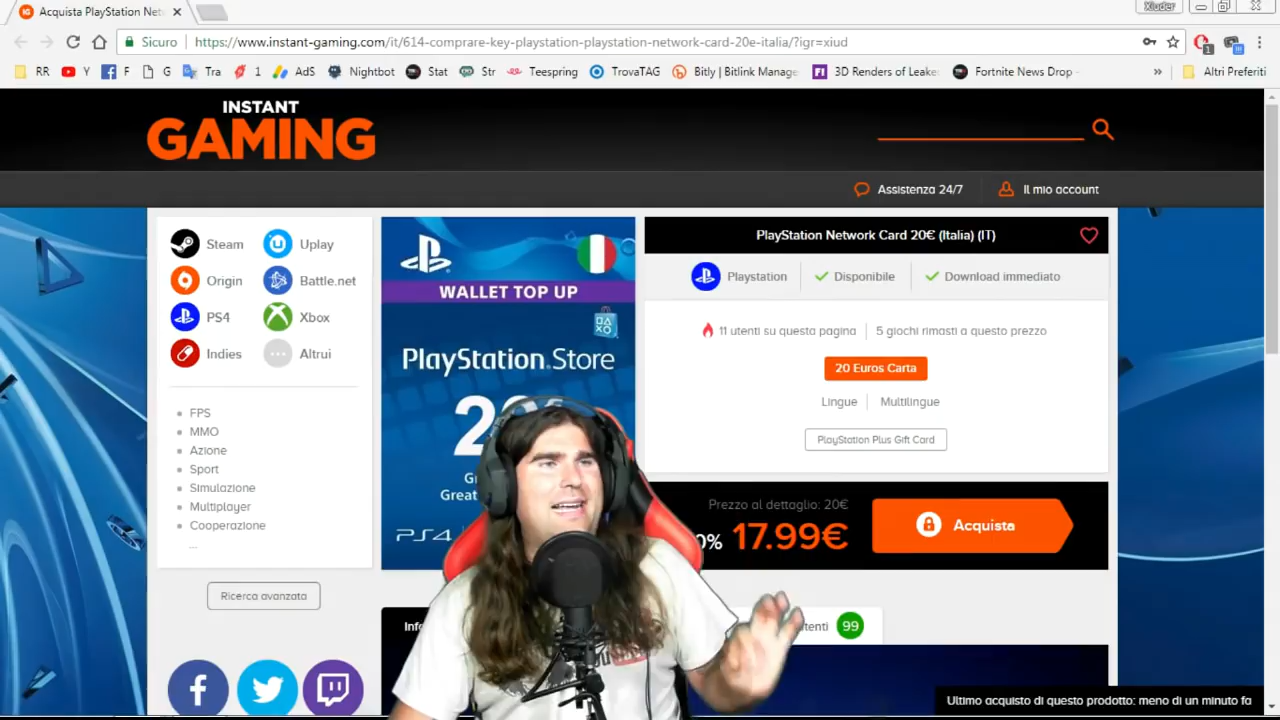 Acquista PlayStation Net
Xiuder
Sicuro
https://www.instant-gaming.com/it/614-comprare-key-playstation-playstation-network-card-20e-italia/?igr=xiud
1
RR
Y
F
G
Tra
1
AdS
Nightbot
Stat
Str
Teespring
TrovaTAG
Bitly | Bitlink Manage
3D Renders of Leake
Fortnite News Drop -
»
Altri Preferiti
INSTANT
GAMING
Assistenza 24/7
Il mio account
Steam
Uplay
Origin
Battle.net
PS4
Xbox
Indies
Altrui
FPS
MMO
Azione
Sport
Simulazione
Multiplayer
Cooperazione
...
Ricerca avanzata
WALLET TOP UP
PlayStation Store
PS4
PlayStation Network Card 20€ (Italia) (IT)
Playstation
Disponibile
Download immediato
11 utenti su questa pagina
5 giochi rimasti a questo prezzo
20 Euros Carta
Lingue
Multilingue
PlayStation Plus Gift Card
Prezzo al dettaglio: 20€
0%
17.99€
Acquista
Info
tenti
99
Ultimo acquisto di questo prodotto: meno di un minuto fa